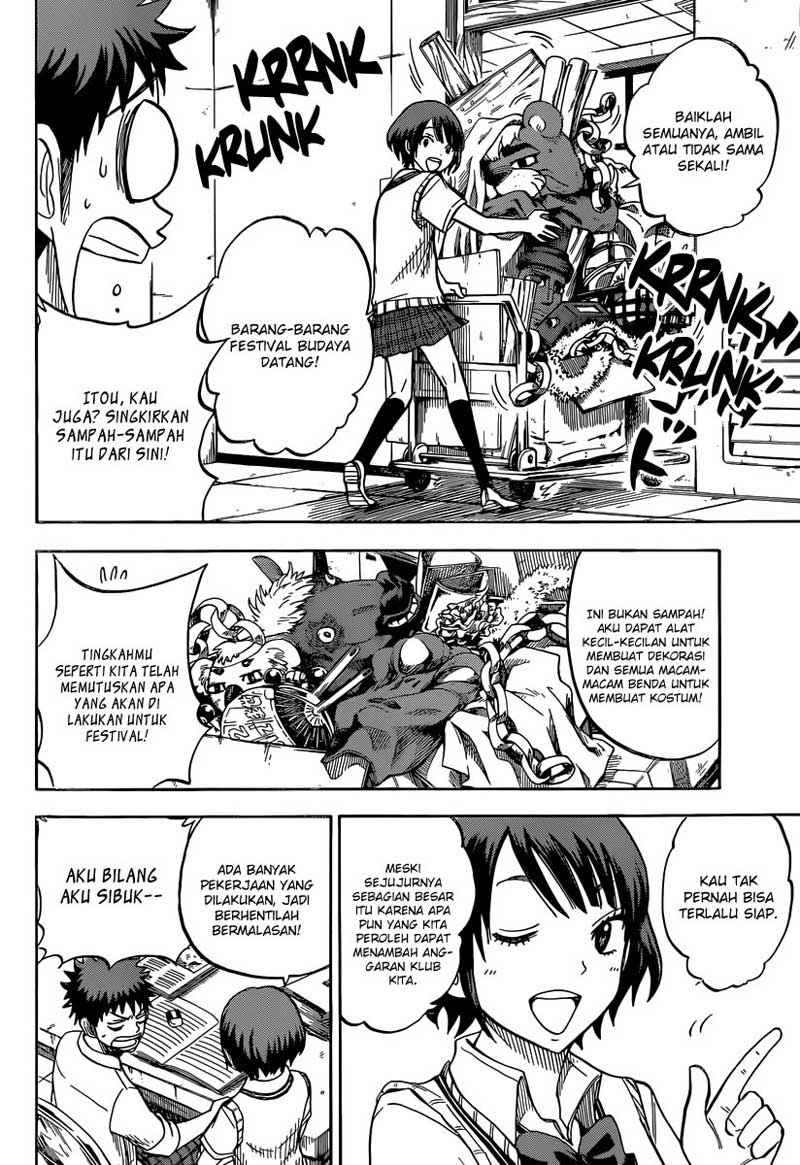 BAIKLAH
SEMUANYA, AMBIL
ATAU TIDAK SAMA
SEKALI!
KRRNK
KRUNK
BARANG-BARANG
FESTIVAL BUDAYA
DATANG!
KRRNK
KRUNK
ITOU, KAU
JUGA? SINGKIRKAN
SAMPAH-SAMPAH
ITU DARI SINI!
INI BUKAN SAMPAH!
AKU DAPAT ALAT
KECIL-KECILAN UNTUK
MEMBUAT DEKORASI
DAN SEMUA MACAM-
MACAM BENDA UNTUK
MEMBUAT KOSTUM!
TINGKAHMU
SEPERTI KITA TELAH
MEMUTUSKAN APA
YANG AKAN DI
LAKUKAN UNTUK
FESTIVAL!
KAU TAK
PERNAH BISA
TERLALU SIAP.
MESKI
SEJUJURNYA
SEBAGIAN BESAR
ITU KARENA APA
PUN YANG KITA
PEROLEH DAPAT
MENAMBAH ANG-
GARAN KLUB
KITA.
ADA BANYAK
PEKERJAAN YANG
DILAKUKAN, JADI
BERHENTILAH
BERMALASAN!
AKU BILANG
AKU SIBUK--